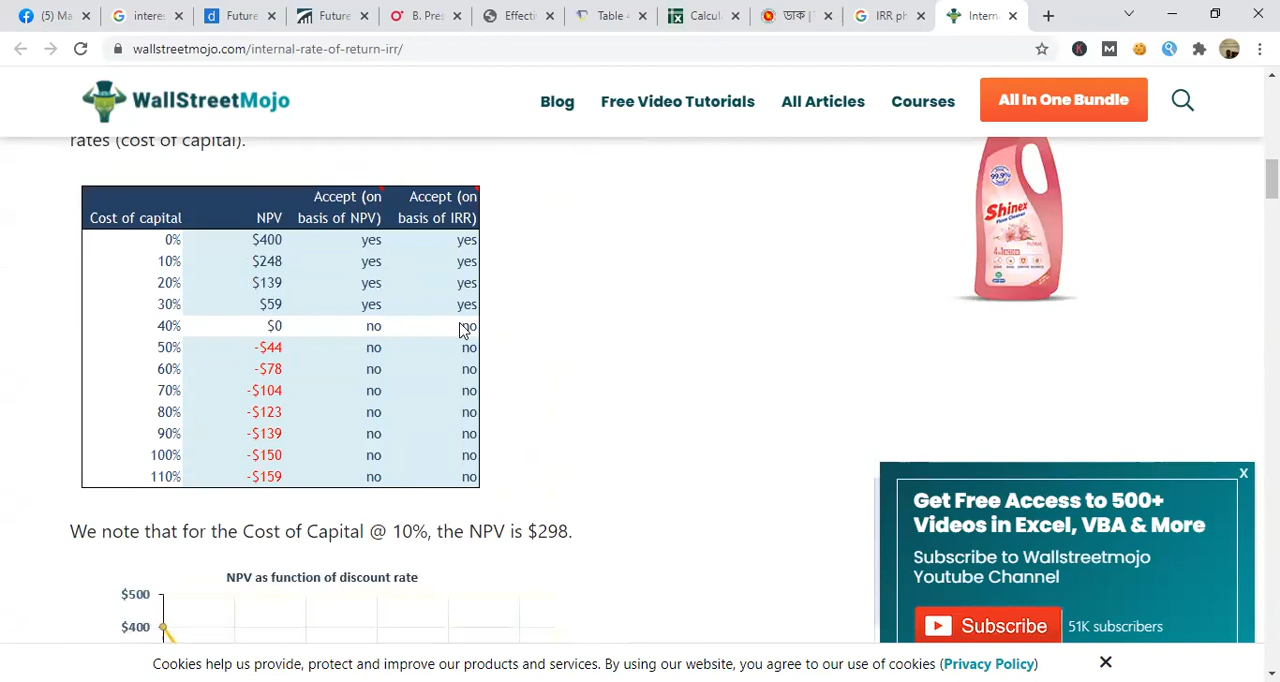 (5) Ma
interes
Future
Future
B. Pres
Effecti
Table
Calcul
ডাক
IRR ph
Intern
wallstreetmojo.com/internal-rate-of-return-irr/
WALLSTREETMOJO
Blog
Free Video Tutorials
All Articles
Courses
All In One Bundle
rates (cost of capital).
Cost of capital NPV Accept (on basis of NPV) Accept (on basis of IRR)
0% $400 yes yes
10% $248 yes yes
20% $139 yes yes
30% $59 yes yes
40% $0 no no
50% -$44 no no
60% -$78 no no
70% -$104 no no
80% -$123 no no
90% -$139 no no
100% -$150 no no
110% -$159 no no
We note that for the Cost of Capital @ 10%, the NPV is $298.
NPV as function of discount rate
$500
$400
99.9%
Shinex
Floor Cleaner
4in1
X
Get Free Access to 500+
Videos in Excel, VBA & More
Subscribe to Wallstreetmojo
Youtube Channel
Subscribe 51K subscribers
Cookies help us provide, protect and improve our products and services. By using our website, you agree to our use of cookies (Privacy Policy)